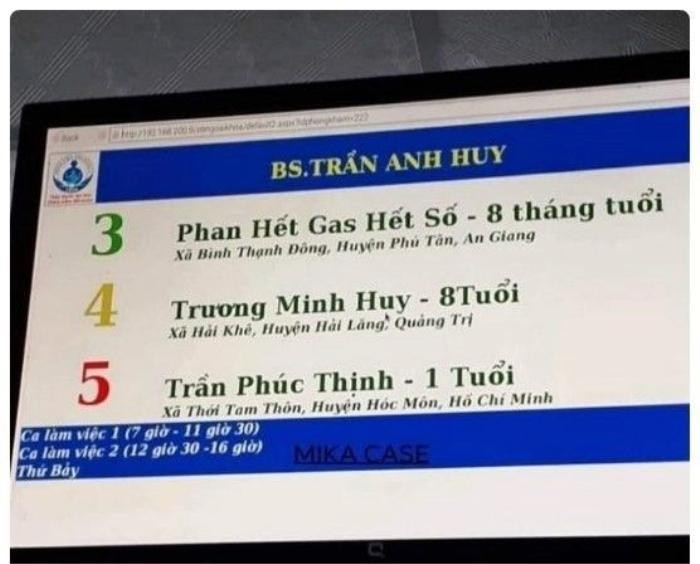 Back
BS.TRẦN ANH HUY
3 Phan Hết Gas Hết Số - 8 tháng tuổi
Xã Bình Thạnh Đông, Huyện Phú Tân, An Giang
4 Trương Minh Huy - 8Tuổi
Xã Hải Khê, Huyện Hải Lăng, Quảng Trị
5 Trần Phúc Thịnh - 1 Tuổi
Xã Thới Tam Thôn, Huyện Hóc Môn, Hồ Chí Minh
Ca làm việc 1 (7 giờ - 11 giờ 30)
Ca làm việc 2 (12 giờ 30 -16 giờ)
MIKA CASE
Thứ Bảy